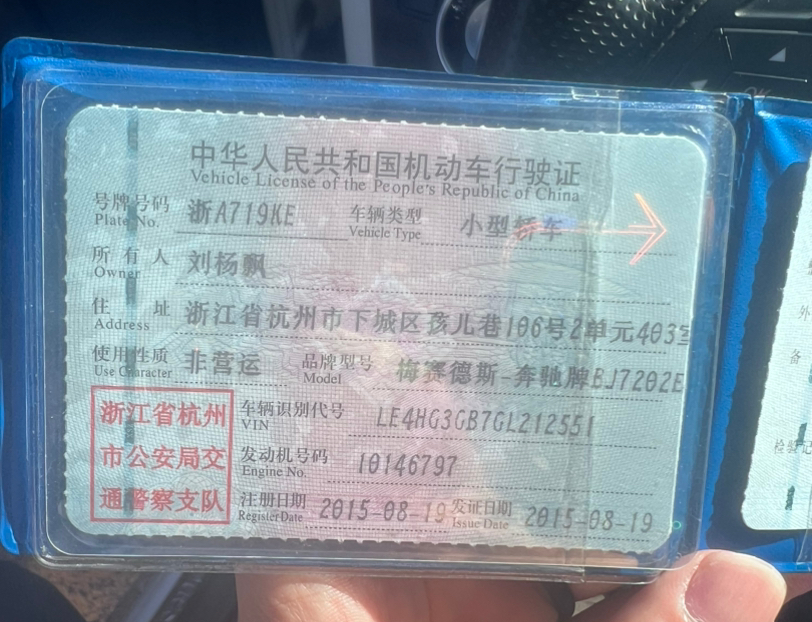 中华人民共和国机动车行驶证
Vehicle License of the People's Republic of China
号牌号码 浙A719KE 车辆类型 小型轿车
Plate No. Vehicle Type
所有人 刘杨飘
Owner
住址 浙江省杭州市下城区孩儿巷106号2单元403室
Address
使用性质 非营运 品牌型号 梅赛德斯-奔驰牌BJ7202E
Use Character Model
浙江省杭州 车辆识别代号 LE4HG3GB7GL212551
VIN
市公安局交 发动机号码 10146797
Engine No.
通警察支队 注册日期 2015-08-19 发证日期 2015-08-19
Register Date Issue Date
外
备
检验记